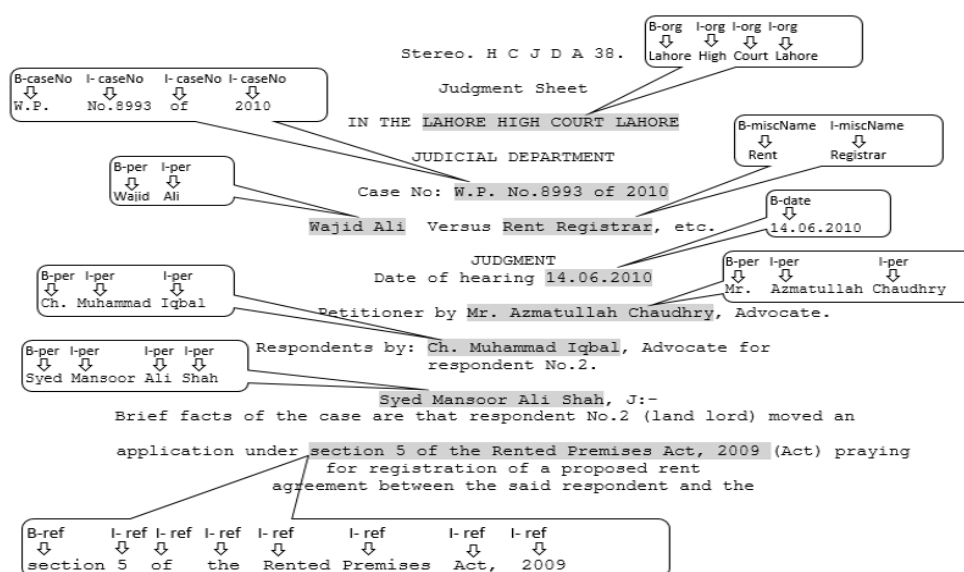 B-org I-org I-org I-org
Lahore High Court Lahore
Stereo. H C J D A 38.
B-caseNo I- caseNo I- caseNo I- caseNo
W.P. No.8993 of 2010
Judgment Sheet
IN THE LAHORE HIGH COURT LAHORE
B-miscName I-miscName
Rent Registrar
JUDICIAL DEPARTMENT
B-per I-per
Wajid Ali
Case No: W.P. No.8993 of 2010
B-date
14.06.2010
Wajid Ali Versus Rent Registrar, etc.
JUDGMENT
Date of hearing 14.06.2010
B-per I-per I-per
Mr. Azmatullah Chaudhry
B-per I-per I-per
Ch. Muhammad Iqbal
Petitioner by Mr. Azmatullah Chaudhry, Advocate.
Respondents by: Ch. Muhammad Iqbal, Advocate for
respondent No.2.
B-per I-per I-per I-per
Syed Mansoor Ali Shah
Syed Mansoor Ali Shah, J:-
Brief facts of the case are that respondent No.2 (land lord) moved an
application under section 5 of the Rented Premises Act, 2009 (Act) praying
for registration of a proposed rent
agreement between the said respondent and the
B-ref I- ref I- ref I- ref I- ref I- ref I- ref I- ref
section 5 of the Rented Premises Act, 2009